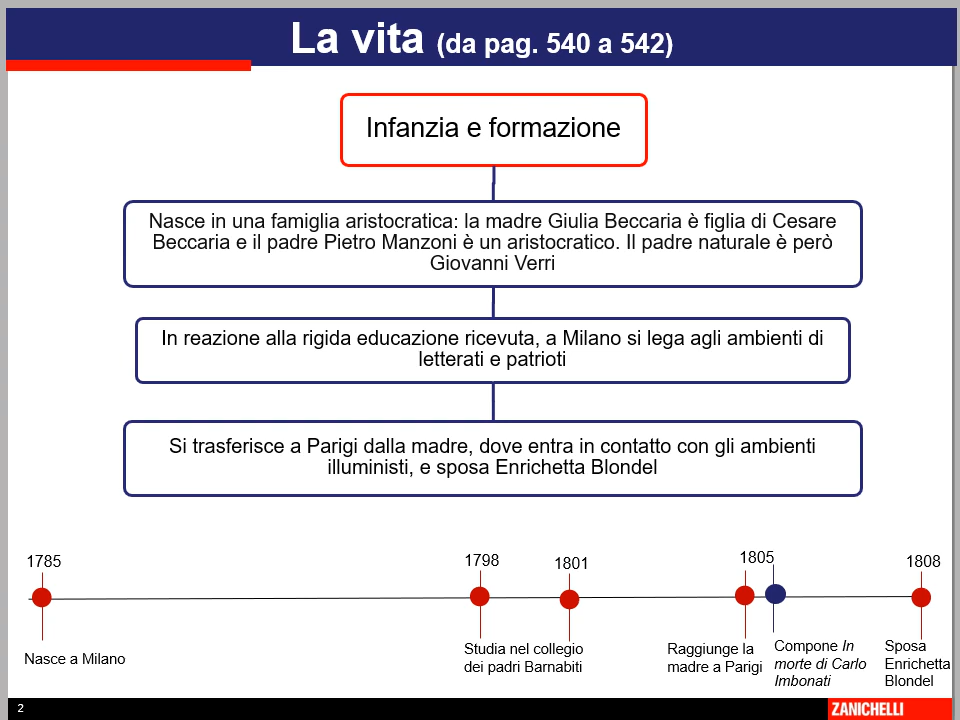 La vita (da pag. 540 a 542)
Infanzia e formazione
Nasce in una famiglia aristocratica: la madre Giulia Beccaria è figlia di Cesare
Beccaria e il padre Pietro Manzoni è un aristocratico. Il padre naturale è però
Giovanni Verri
In reazione alla rigida educazione ricevuta, a Milano si lega agli ambienti di
letterati e patrioti
Si trasferisce a Parigi dalla madre, dove entra in contatto con gli ambienti
illuministi, e sposa Enrichetta Blondel
1785
1798
1801
1805
1808
Nasce a Milano
Studia nel collegio
dei padri Barnabiti
Raggiunge la
madre a Parigi
Compone In
morte di Carlo
Imbonati
Sposa
Enrichetta
Blondel
2
ZANICHELLI